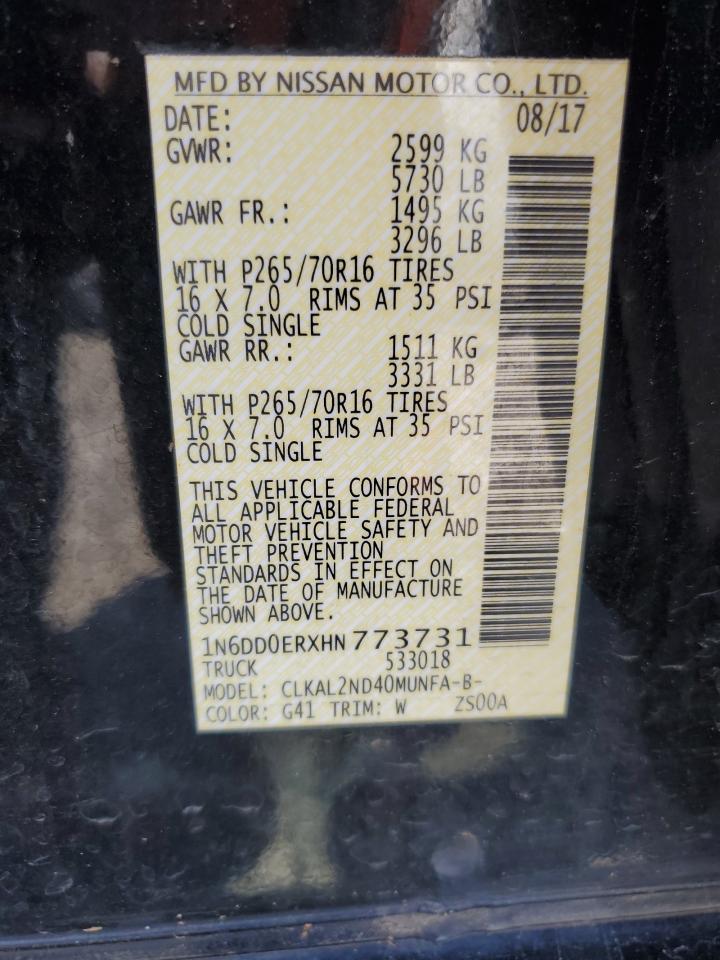 MFD BY NISSAN MOTOR CO., LTD.
DATE: 08/17
GVWR: 2599 KG
5730 LB
GAWR FR.: 1495 KG
3296 LB
WITH P265/70R16 TIRES
16 X 7.0 RIMS AT 35 PSI
COLD SINGLE
GAWR RR.: 1511 KG
3331 LB
WITH P265/70R16 TIRES
16 X 7.0 RIMS AT 35 PSI
COLD SINGLE
THIS VEHICLE CONFORMS TO
ALL APPLICABLE FEDERAL
MOTOR VEHICLE SAFETY AND
THEFT PREVENTION
STANDARDS IN EFFECT ON
THE DATE OF MANUFACTURE
SHOWN ABOVE.
1N6DD0ERXHN773731
TRUCK 533018
MODEL: CLKAL2ND40MUNFA-B-
COLOR: G41 TRIM: W ZS00A